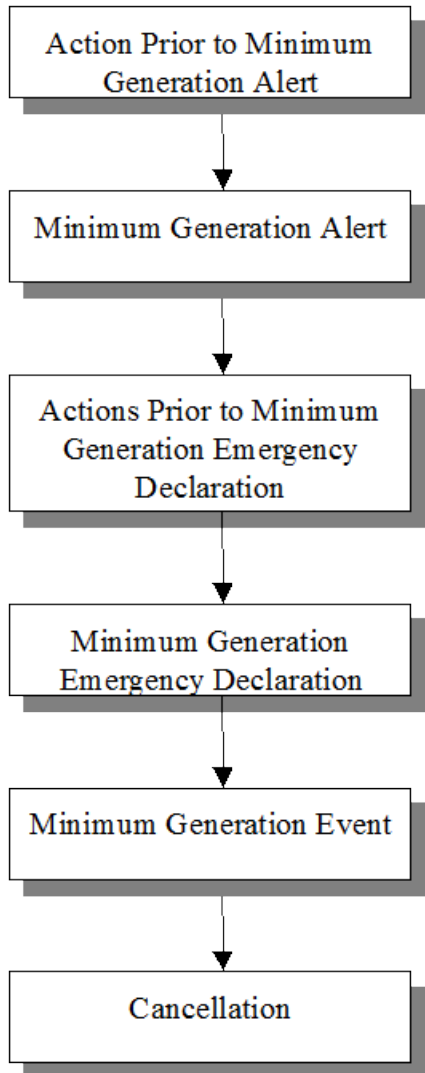 Action Prior to Minimum
Generation Alert
Minimum Generation Alert
Actions Prior to Minimum
Generation Emergency
Declaration
Minimum Generation
Emergency Declaration
Minimum Generation Event
Cancellation